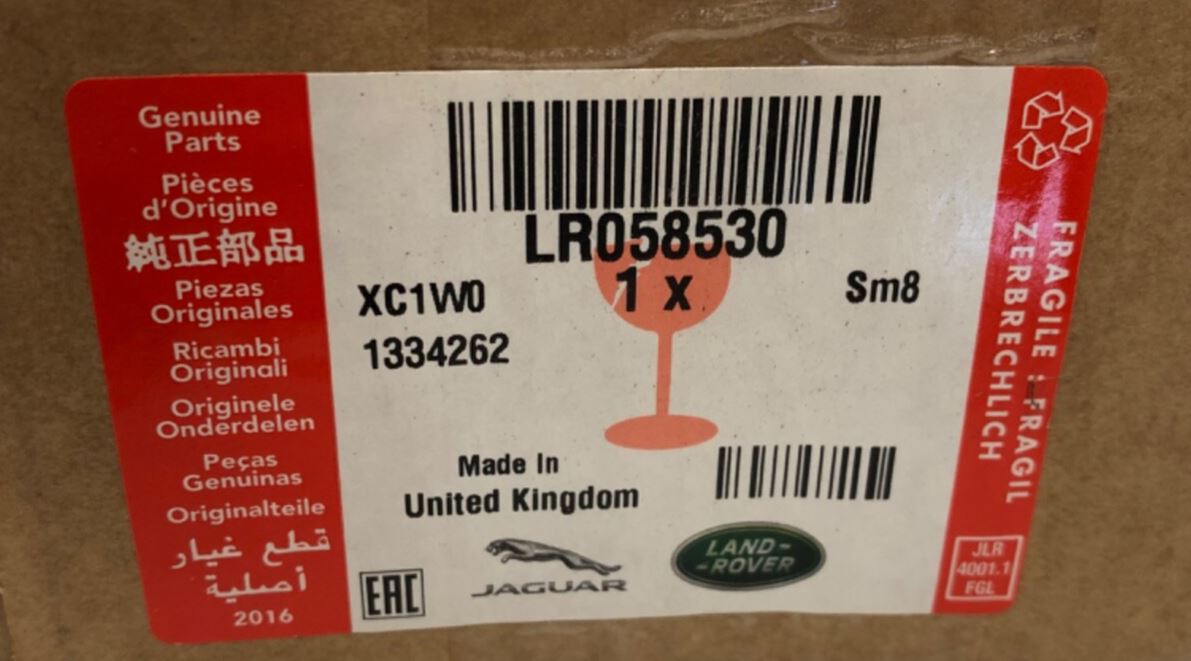 Genuine
Parts
Pièces
d'Origine
純正部品
Piezas
Originales
Ricambi
Originali
Originele
Onderdelen
Peças
Genuinas
Originalteile
قطع غيار
أصلية
2016
LR058530
1 x
XC1W0
Sm8
1334262
Made In
United Kingdom
EAC
JAGUAR
LAND-
-ROVER
FRAGILE : FRAGIL
ZERBRECHLICH
JLR
4001.1
FGL